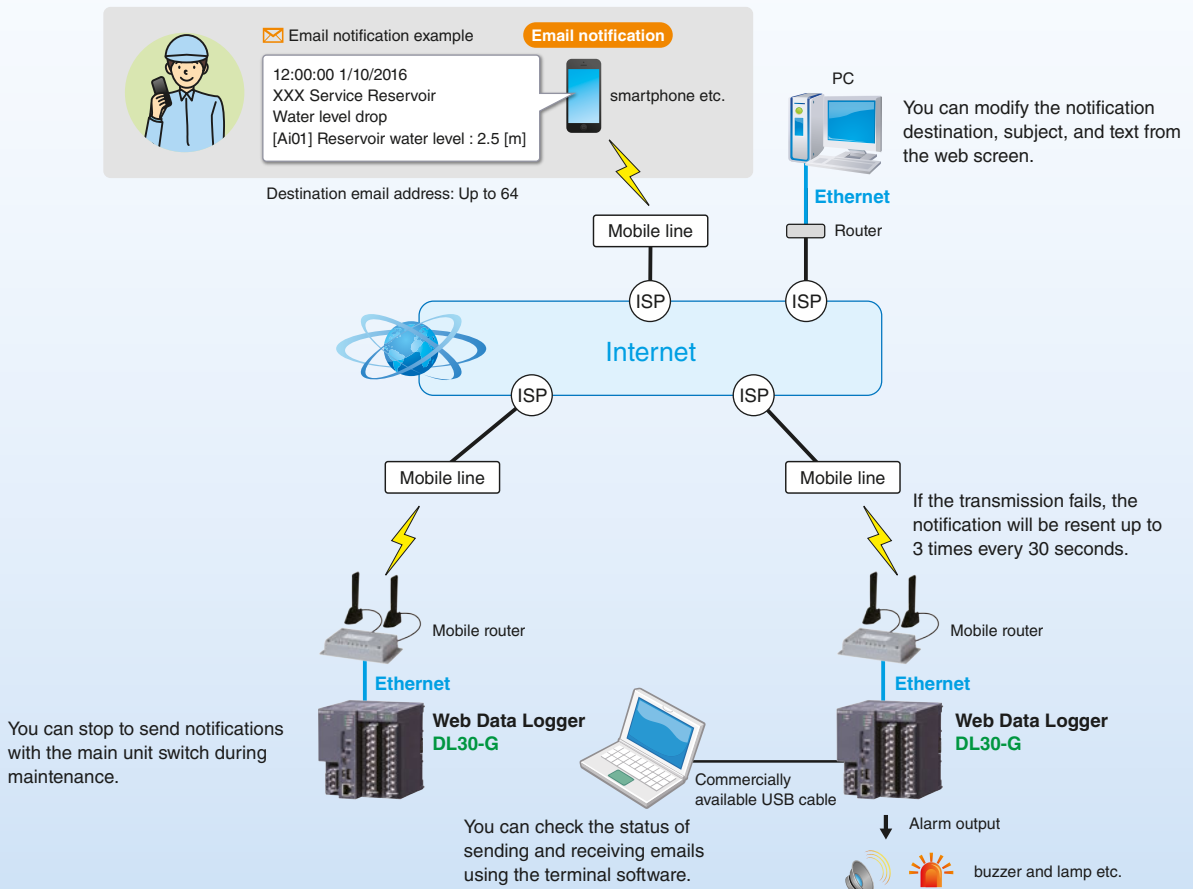 Email notification example
Email notification
12:00:00 1/10/2016
XXX Service Reservoir
Water level drop
[Ai01] Reservoir water level : 2.5 [m]
smartphone etc.
Destination email address: Up to 64
PC
You can modify the notification
destination, subject, and text from
the web screen.
Ethernet
Router
Mobile line
ISP
ISP
Internet
ISP
ISP
Mobile line
Mobile line
If the transmission fails, the
notification will be resent up to
3 times every 30 seconds.
Mobile router
Mobile router
Ethernet
Ethernet
You can stop to send notifications
with the main unit switch during
maintenance.
Web Data Logger
DL30-G
Web Data Logger
DL30-G
Commercially
available USB cable
You can check the status of
sending and receiving emails
using the terminal software.
Alarm output
buzzer and lamp etc.